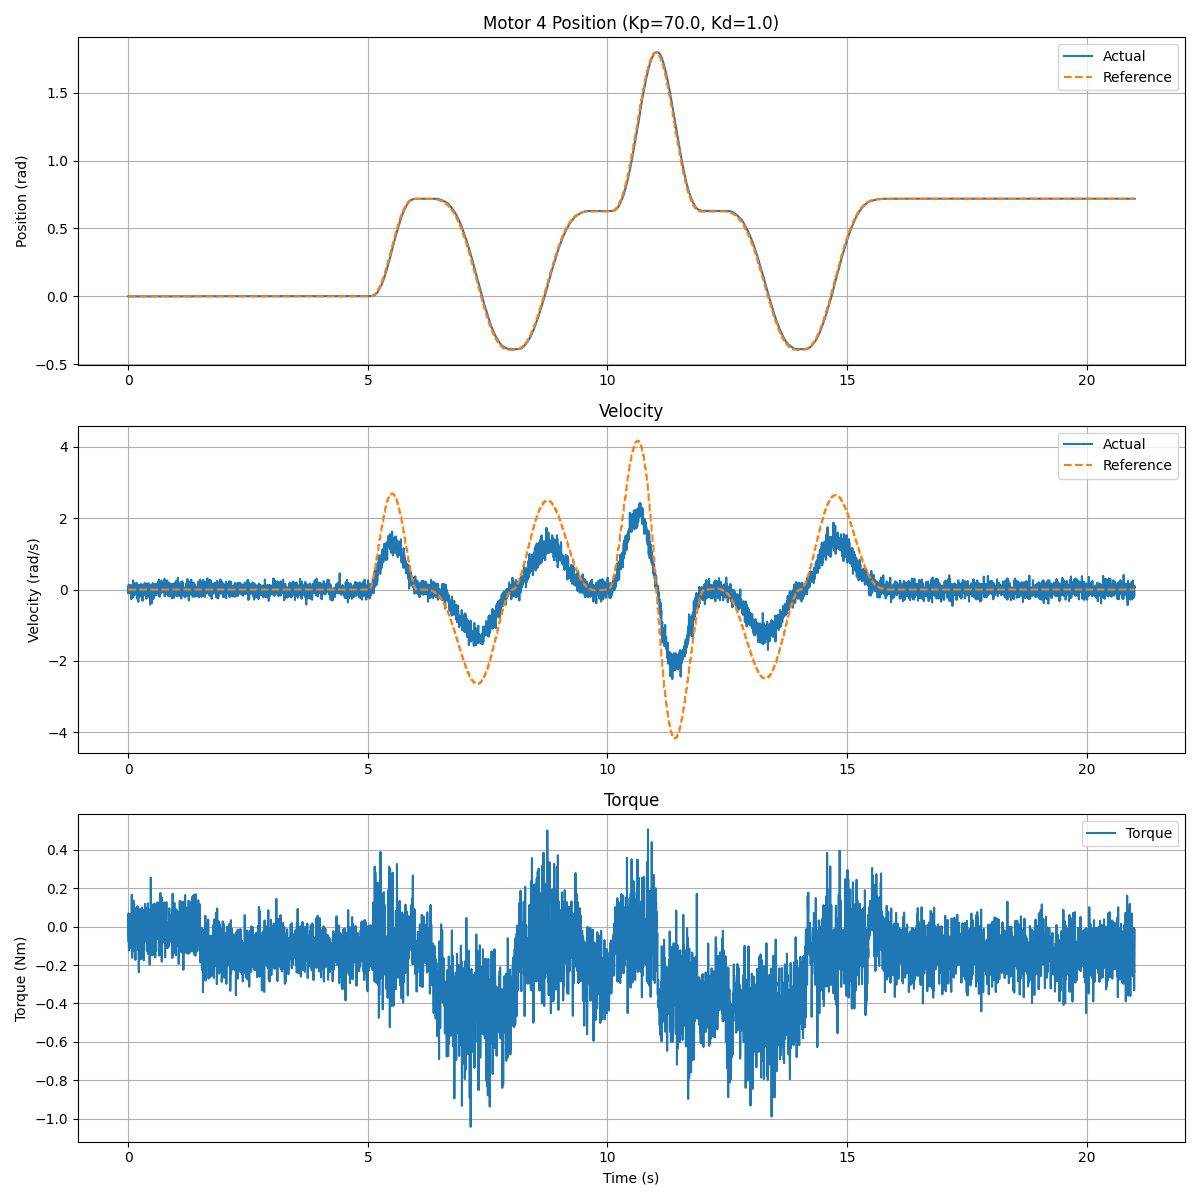 Motor 4 Position (Kp=70.0, Kd=1.0)
Position (rad)
1.5
1.0
0.5
0.0
−0.5
0
5
10
15
20
Actual
Reference
Velocity
Velocity (rad/s)
4
2
0
−2
−4
0
5
10
15
20
Actual
Reference
Torque
Torque (Nm)
0.4
0.2
0.0
−0.2
−0.4
−0.6
−0.8
−1.0
0
5
10
15
20
Torque
Time (s)